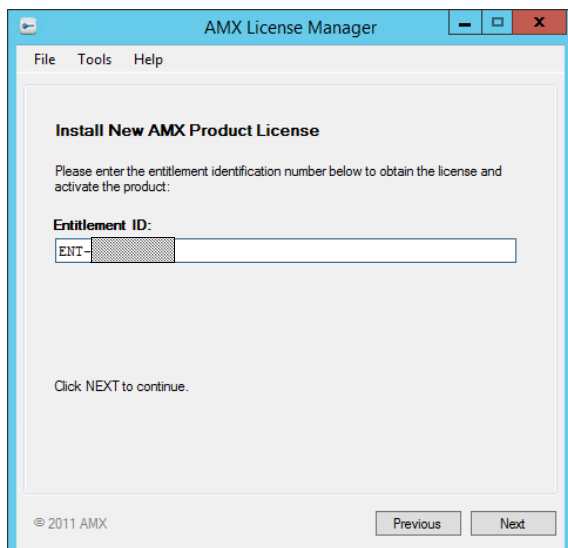 AMX License Manager
File Tools Help
Install New AMX Product License
Please enter the entitlement identification number below to obtain the license and
activate the product:
Entitlement ID:
ENT-
Click NEXT to continue.
© 2011 AMX
Previous Next